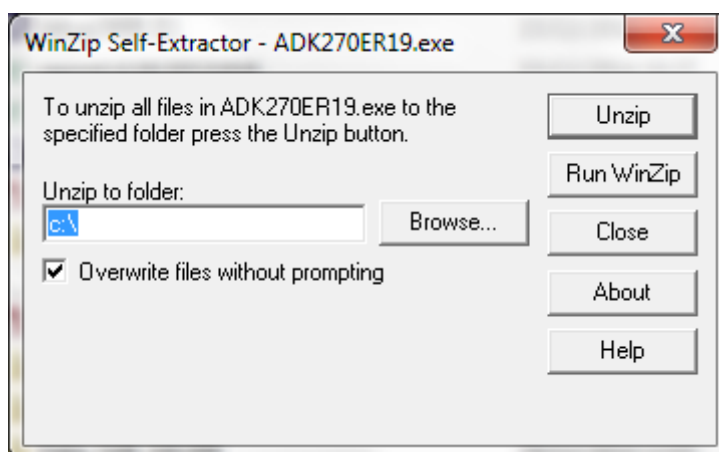 WinZip Self-Extractor - ADK270ER19.exe
To unzip all files in ADK270ER19.exe to the
specified folder press the Unzip button.
Unzip
Run WinZip
Unzip to folder:
c:\
Browse...
Close
Overwrite files without prompting
About
Help